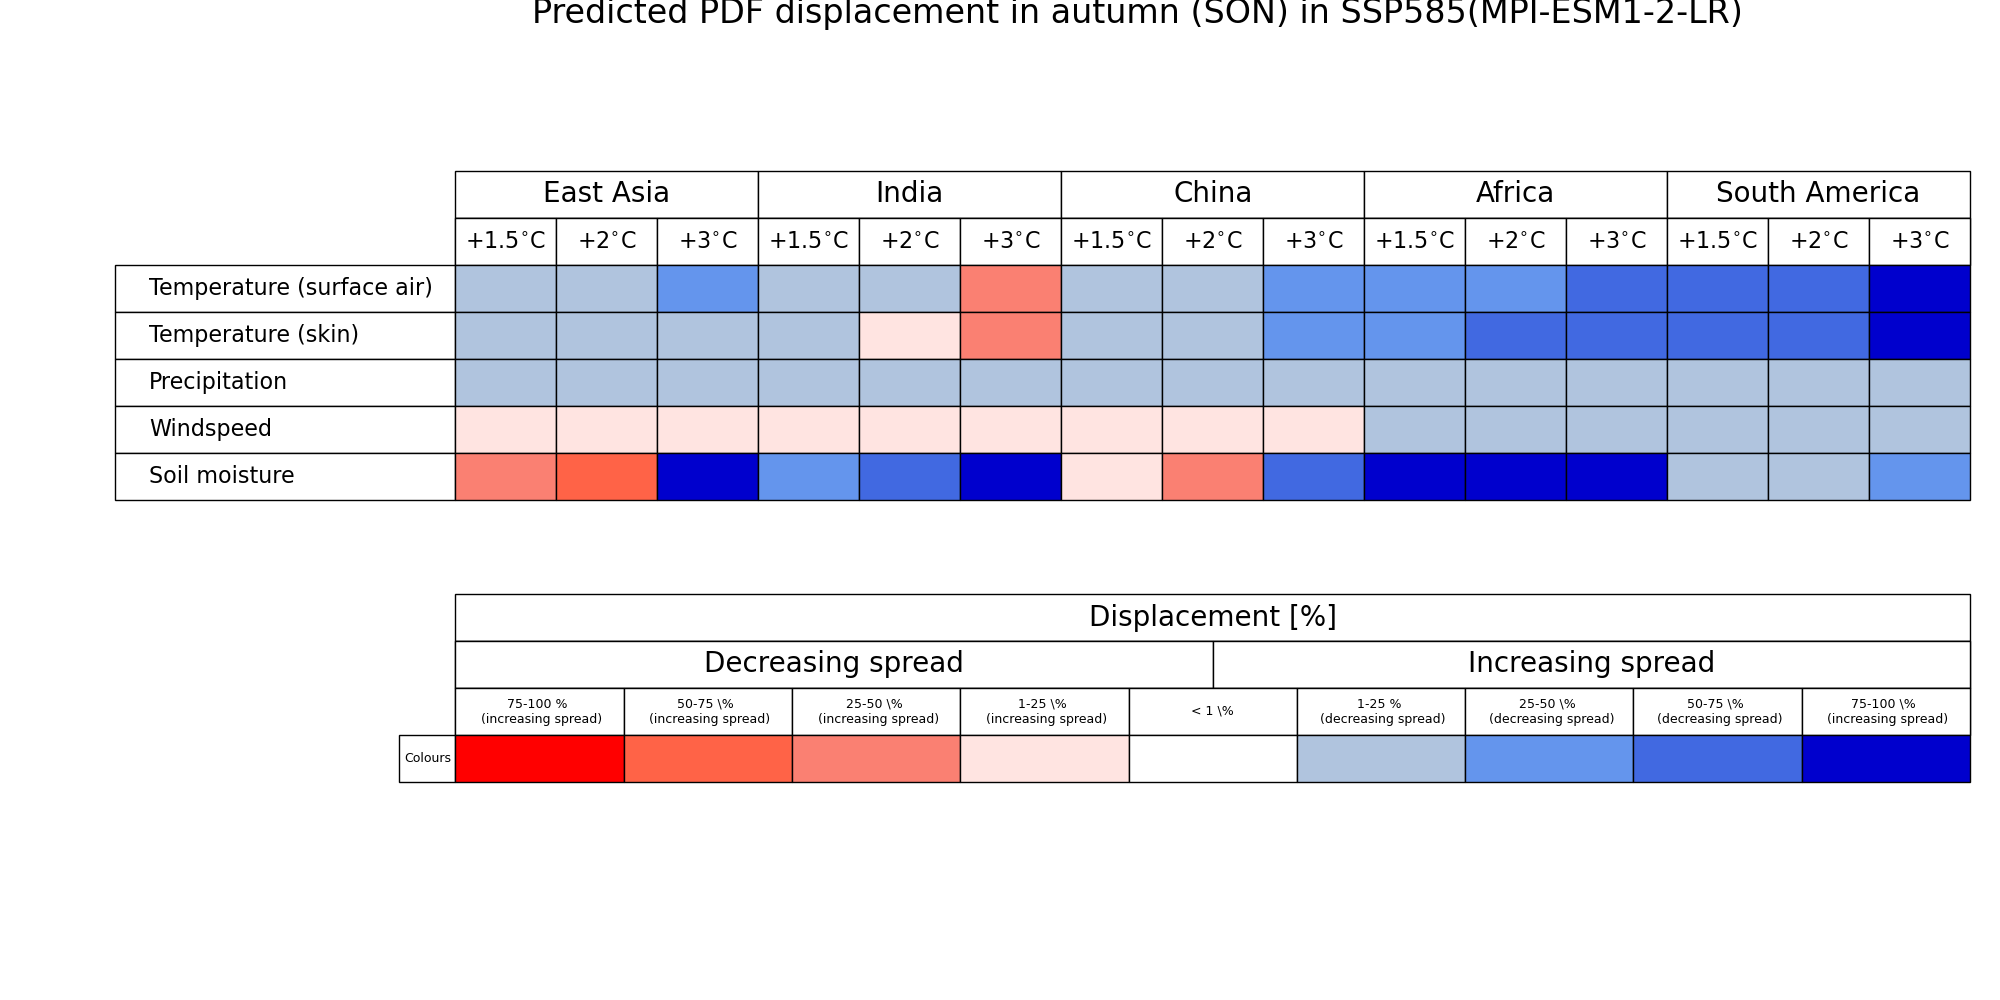 Predicted PDF displacement in autumn (SON) in SSP585(MPI-ESM1-2-LR)
East Asia India China Africa South America
+1.5°C +2°C +3°C +1.5°C +2°C +3°C +1.5°C +2°C +3°C +1.5°C +2°C +3°C +1.5°C +2°C +3°C
Temperature (surface air)
Temperature (skin)
Precipitation
Windspeed
Soil moisture
Displacement [%]
Decreasing spread Increasing spread
75-100 % 50-75 \% 25-50 \% 1-25 \% < 1 \% 1-25 % 25-50 \% 50-75 \% 75-100 \%
(increasing spread) (increasing spread) (increasing spread) (increasing spread) (decreasing spread) (decreasing spread) (decreasing spread) (increasing spread)
Colours